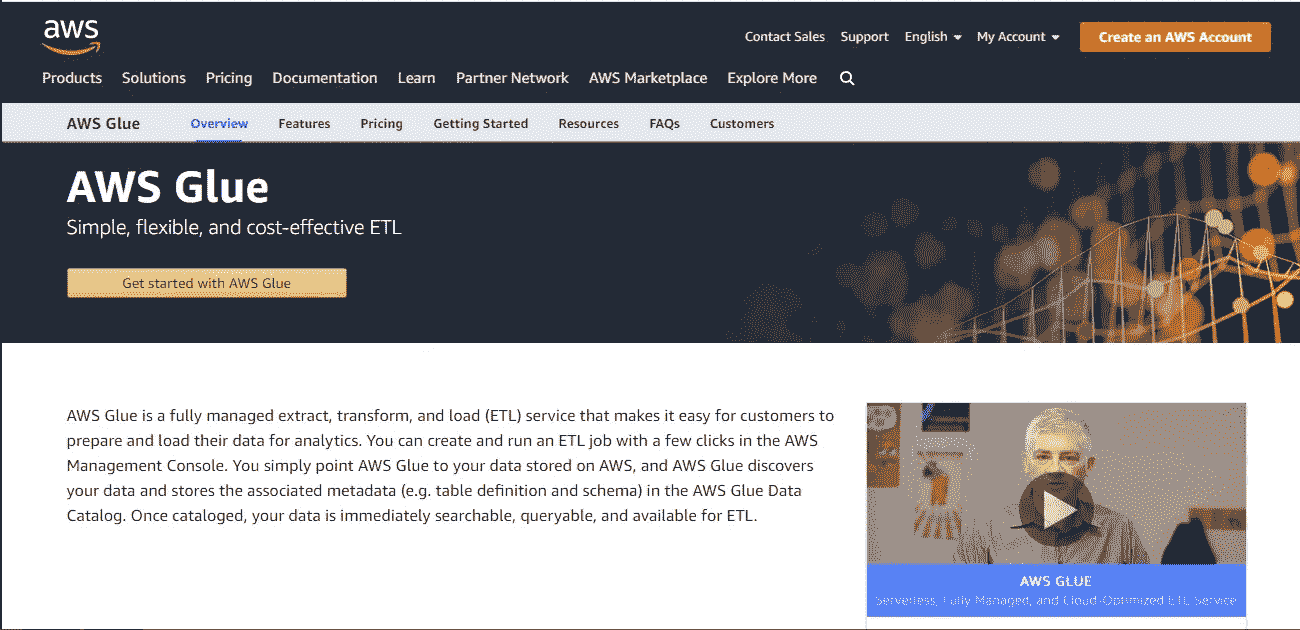 aws
Contact Sales Support English My Account Create an AWS Account
Products Solutions Pricing Documentation Learn Partner Network AWS Marketplace Explore More
AWS Glue Overview Features Pricing Getting Started Resources FAQs Customers
AWS Glue
Simple, flexible, and cost-effective ETL
Get started with AWS Glue
AWS Glue is a fully managed extract, transform, and load (ETL) service that makes it easy for customers to
prepare and load their data for analytics. You can create and run an ETL job with a few clicks in the AWS
Management Console. You simply point AWS Glue to your data stored on AWS, and AWS Glue discovers
your data and stores the associated metadata (e.g. table definition and schema) in the AWS Glue Data
Catalog. Once cataloged, your data is immediately searchable, queryable, and available for ETL.
AWS GLUE
Serverless, Fully Managed, and Cloud-Optimized ETL Service